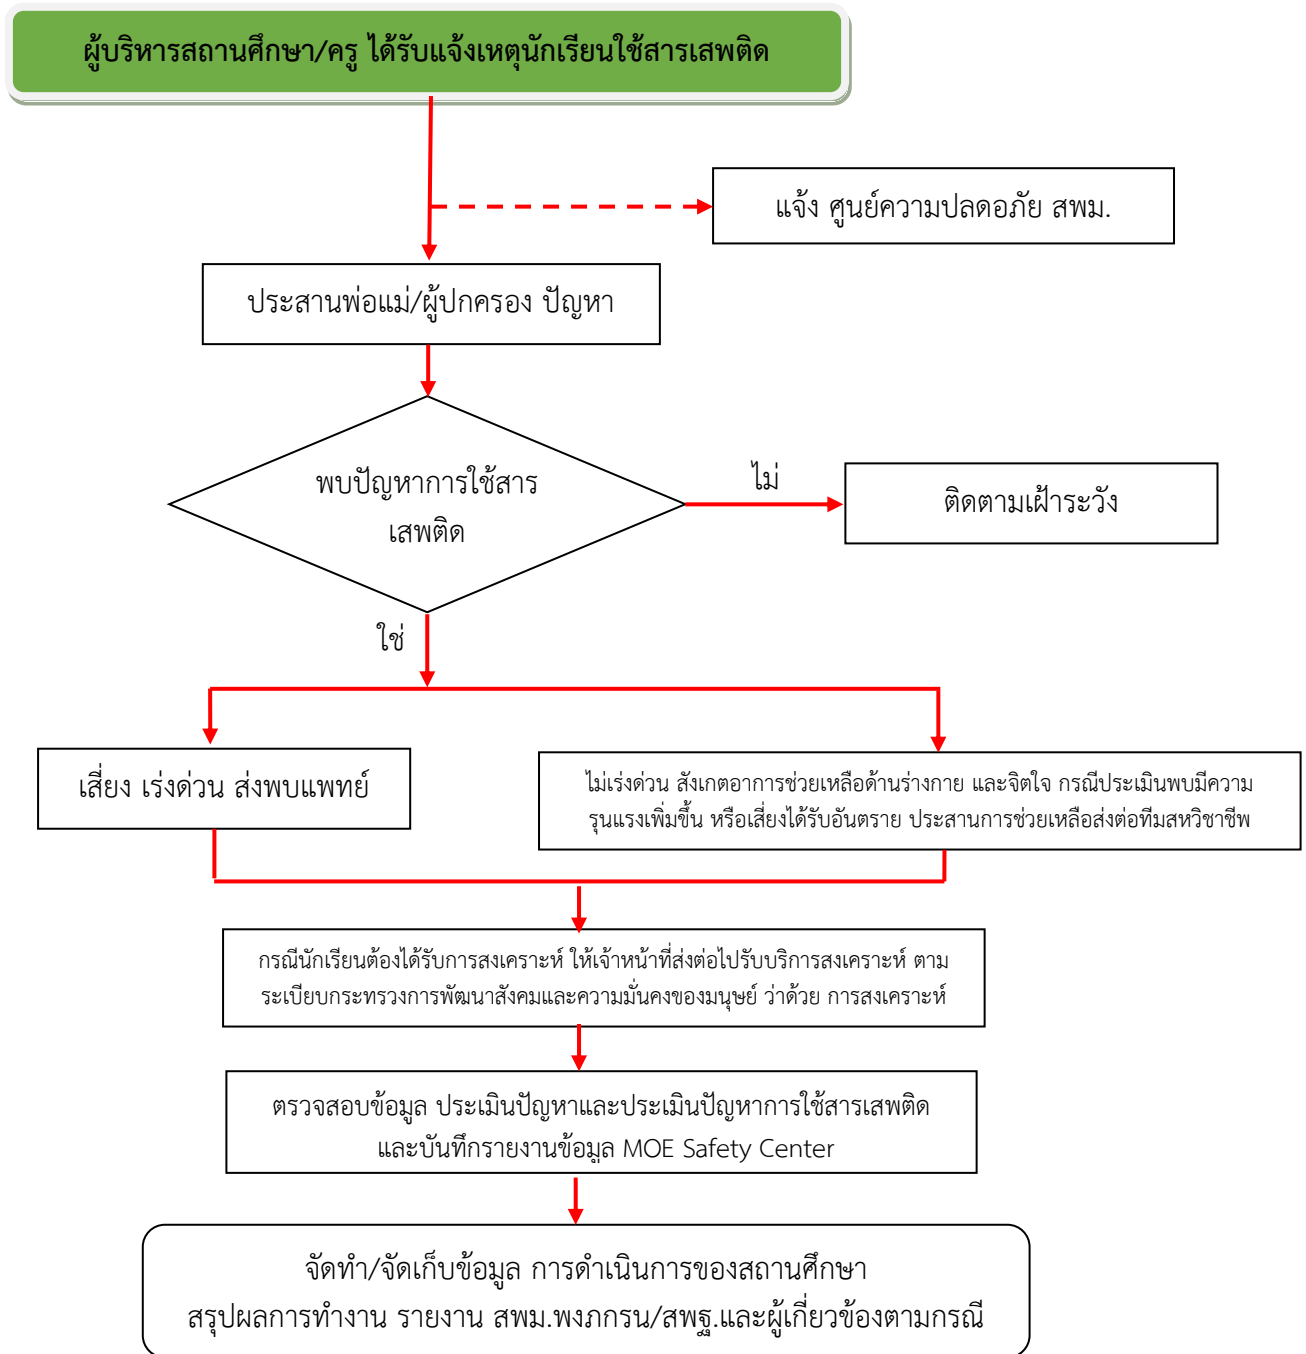 ผู้บริหารสถานศึกษา/ครู ได้รับแจ้งเหตุนักเรียนใช้สารเสพติด
แจ้ง ศูนย์ความปลดอภัย สพม.
ประสานพ่อแม่/ผู้ปกครอง ปัญหา
พบปัญหาการใช้สาร
เสพติด
ไม่
ติดตามเฝ้าระวัง
ใช่
เสี่ยง เร่งด่วน ส่งพบแพทย์
ไม่เร่งด่วน สังเกตอาการช่วยเหลือด้านร่างกาย และจิตใจ กรณีประเมินพบมีความ
รุนแรงเพิ่มขึ้น หรือเสี่ยงได้รับอันตราย ประสานการช่วยเหลือส่งต่อทีมสหวิชาชีพ
กรณีนักเรียนต้องได้รับการสงเคราะห์ ให้เจ้าหน้าที่ส่งต่อไปรับบริการสงเคราะห์ ตาม
ระเบียบกระทรวงการพัฒนาสังคมและความมั่นคงของมนุษย์ ว่าด้วย การสงเคราะห์
ตรวจสอบข้อมูล ประเมินปัญหาและประเมินปัญหาการใช้สารเสพติด
และบันทึกรายงานข้อมูล MOE Safety Center
จัดทำ/จัดเก็บข้อมูล การดำเนินการของสถานศึกษา
สรุปผลการทำงาน รายงาน สพม.พงภกรน/สพฐ.และผู้เกี่ยวข้องตามกรณี